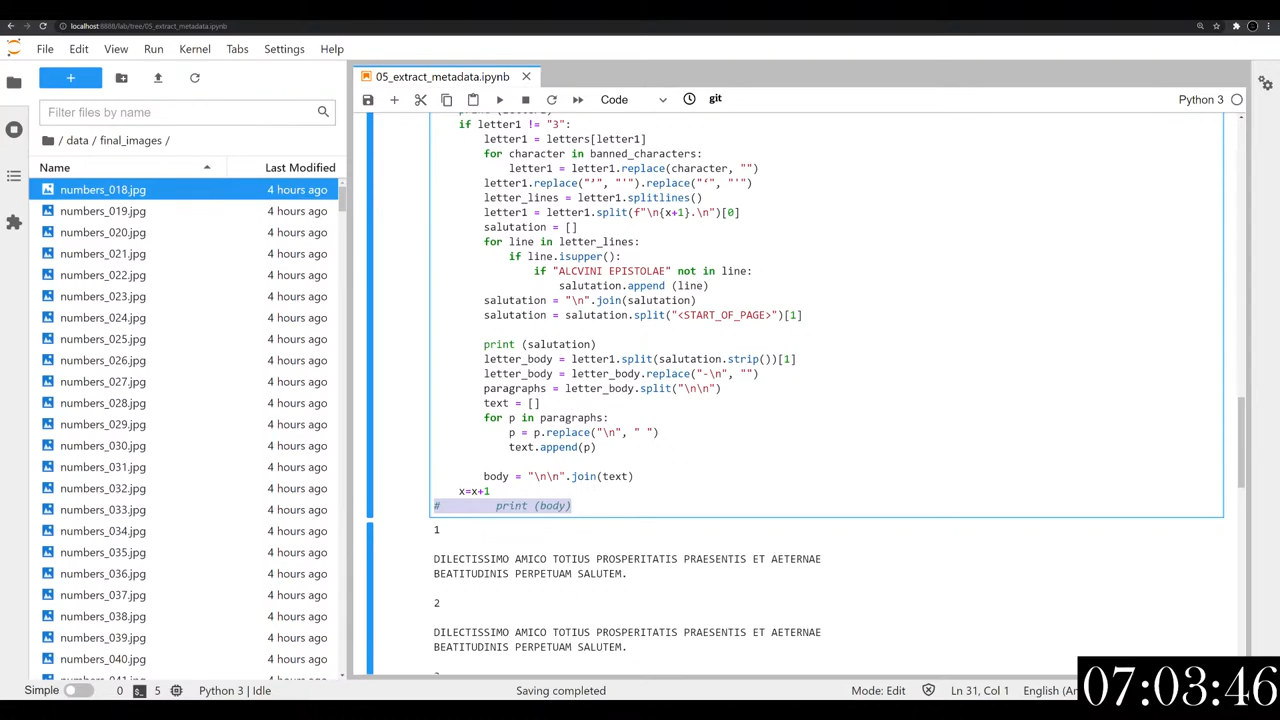 localhost:8888/lab/tree/05_extract_metadata.ipynb
File Edit View Run Kernel Tabs Settings Help
05_extract_metadata.ipynb
Code
git
Python 3
Filter files by name
/ data / final_images /
Name Last Modified
numbers_018.jpg 4 hours ago
numbers_019.jpg 4 hours ago
numbers_020.jpg 4 hours ago
numbers_021.jpg 4 hours ago
numbers_022.jpg 4 hours ago
numbers_023.jpg 4 hours ago
numbers_024.jpg 4 hours ago
numbers_025.jpg 4 hours ago
numbers_026.jpg 4 hours ago
numbers_027.jpg 4 hours ago
numbers_028.jpg 4 hours ago
numbers_029.jpg 4 hours ago
numbers_030.jpg 4 hours ago
numbers_031.jpg 4 hours ago
numbers_032.jpg 4 hours ago
numbers_033.jpg 4 hours ago
numbers_034.jpg 4 hours ago
numbers_035.jpg 4 hours ago
numbers_036.jpg 4 hours ago
numbers_037.jpg 4 hours ago
numbers_038.jpg 4 hours ago
numbers_039.jpg 4 hours ago
numbers_040.jpg 4 hours ago
if letter1 != "3":
letter1 = letters[letter1]
for character in banned_characters:
letter1 = letter1.replace(character, "")
letter1.replace("’", "'").replace("‘", "'")
letter_lines = letter1.splitlines()
letter1 = letter1.split(f"\n{x+1}.\n")[0]
salutation = []
for line in letter_lines:
if line.isupper():
if "ALCVINI EPISTOLAE" not in line:
salutation.append (line)
salutation = "\n".join(salutation)
salutation = salutation.split("<START_OF_PAGE>")[1]
print (salutation)
letter_body = letter1.split(salutation.strip())[1]
letter_body = letter_body.replace("-\n", "")
paragraphs = letter_body.split("\n\n")
text = []
for p in paragraphs:
p = p.replace("\n", " ")
text.append(p)
body = "\n\n".join(text)
x=x+1
# print (body)
1
DILECTISSIMO AMICO TOTIUS PROSPERITATIS PRAESENTIS ET AETERNAE
BEATITUDINIS PERPETUAM SALUTEM.
2
DILECTISSIMO AMICO TOTIUS PROSPERITATIS PRAESENTIS ET AETERNAE
BEATITUDINIS PERPETUAM SALUTEM.
Simple 0 5 Python 3 | Idle Saving completed Mode: Edit Ln 31, Col 1 English (Am
07:03:46